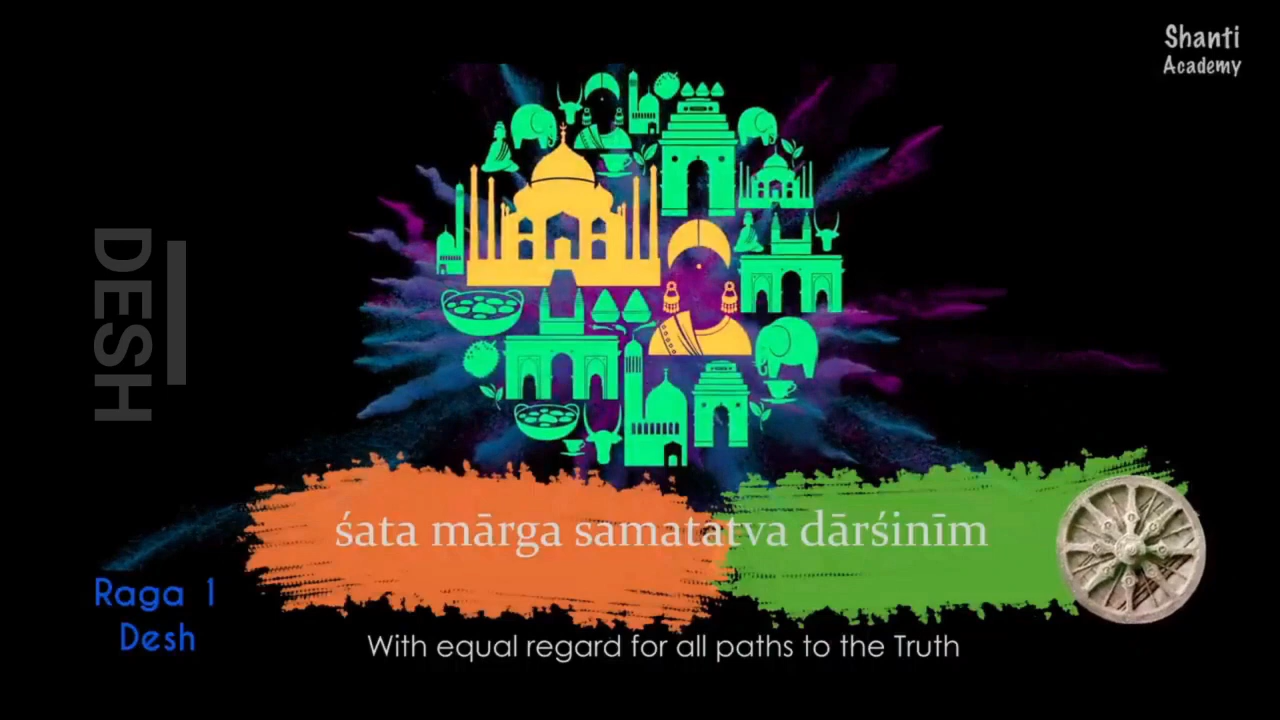 Shanti
Academy
DESH
śata mārga samatatva dārśinīm
Raga 1
Desh
With equal regard for all paths to the Truth